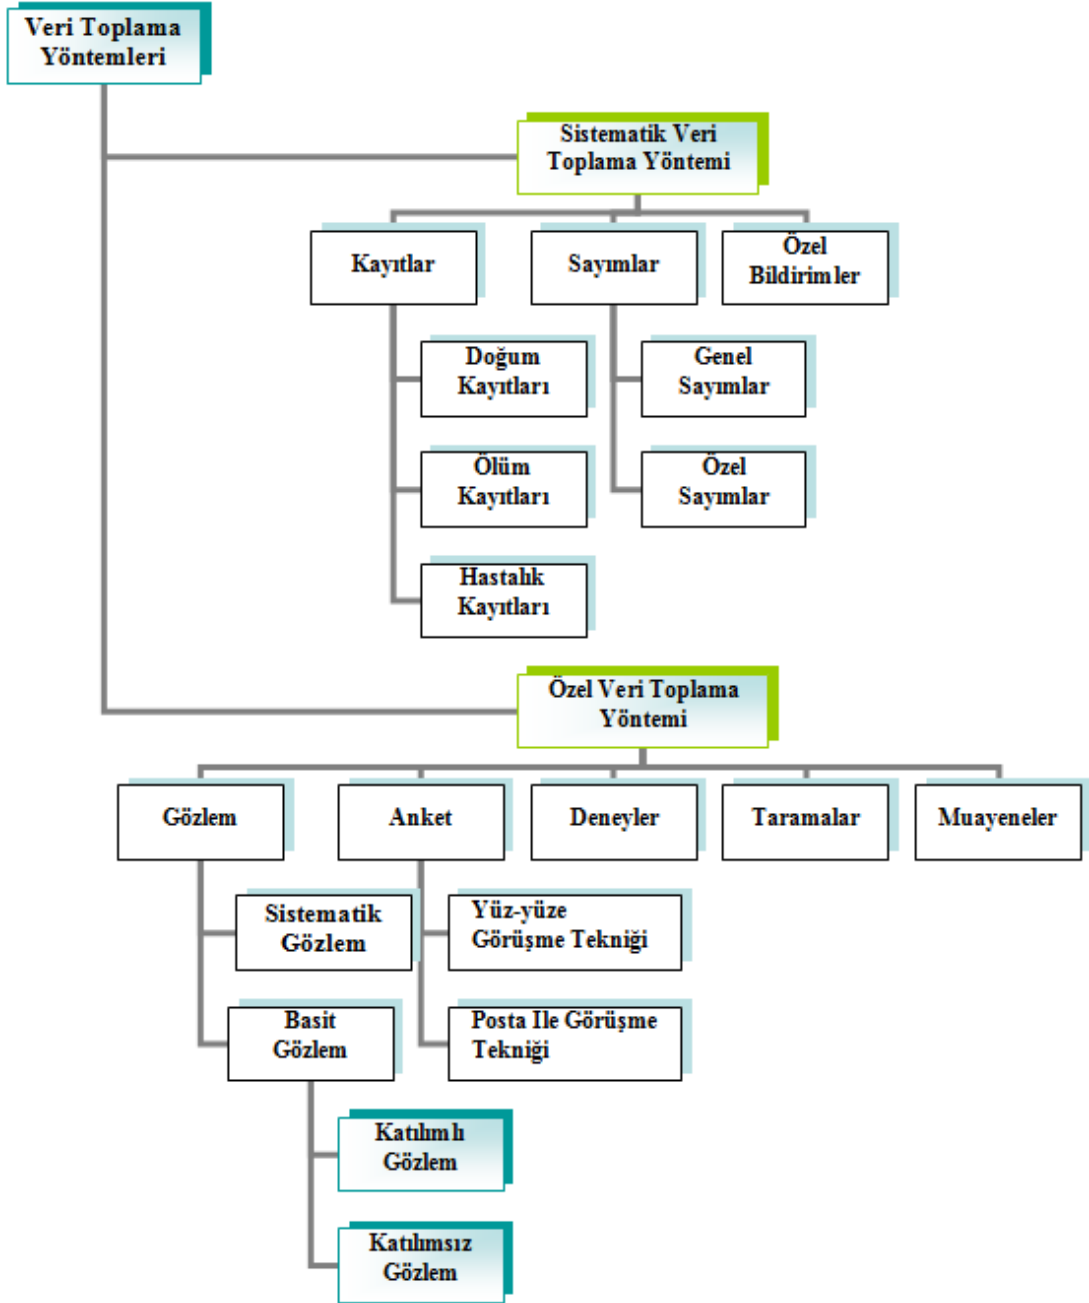 Veri Toplama
Yöntemleri
Sistematik Veri
Toplama Yöntemi
Kayıtlar
Sayımlar
Özel
Bildirimler
Doğum
Kayıtları
Genel
Sayımlar
Ölüm
Kayıtları
Özel
Sayımlar
Hastalık
Kayıtları
Özel Veri Toplama
Yöntemi
Gözlem
Anket
Deneyler
Taramalar
Muayeneler
Sistematik
Gözlem
Yüz-yüze
Görüşme Tekniği
Basit
Gözlem
Posta Ile Görüşme
Tekniği
Katılımlı
Gözlem
Katılımsız
Gözlem